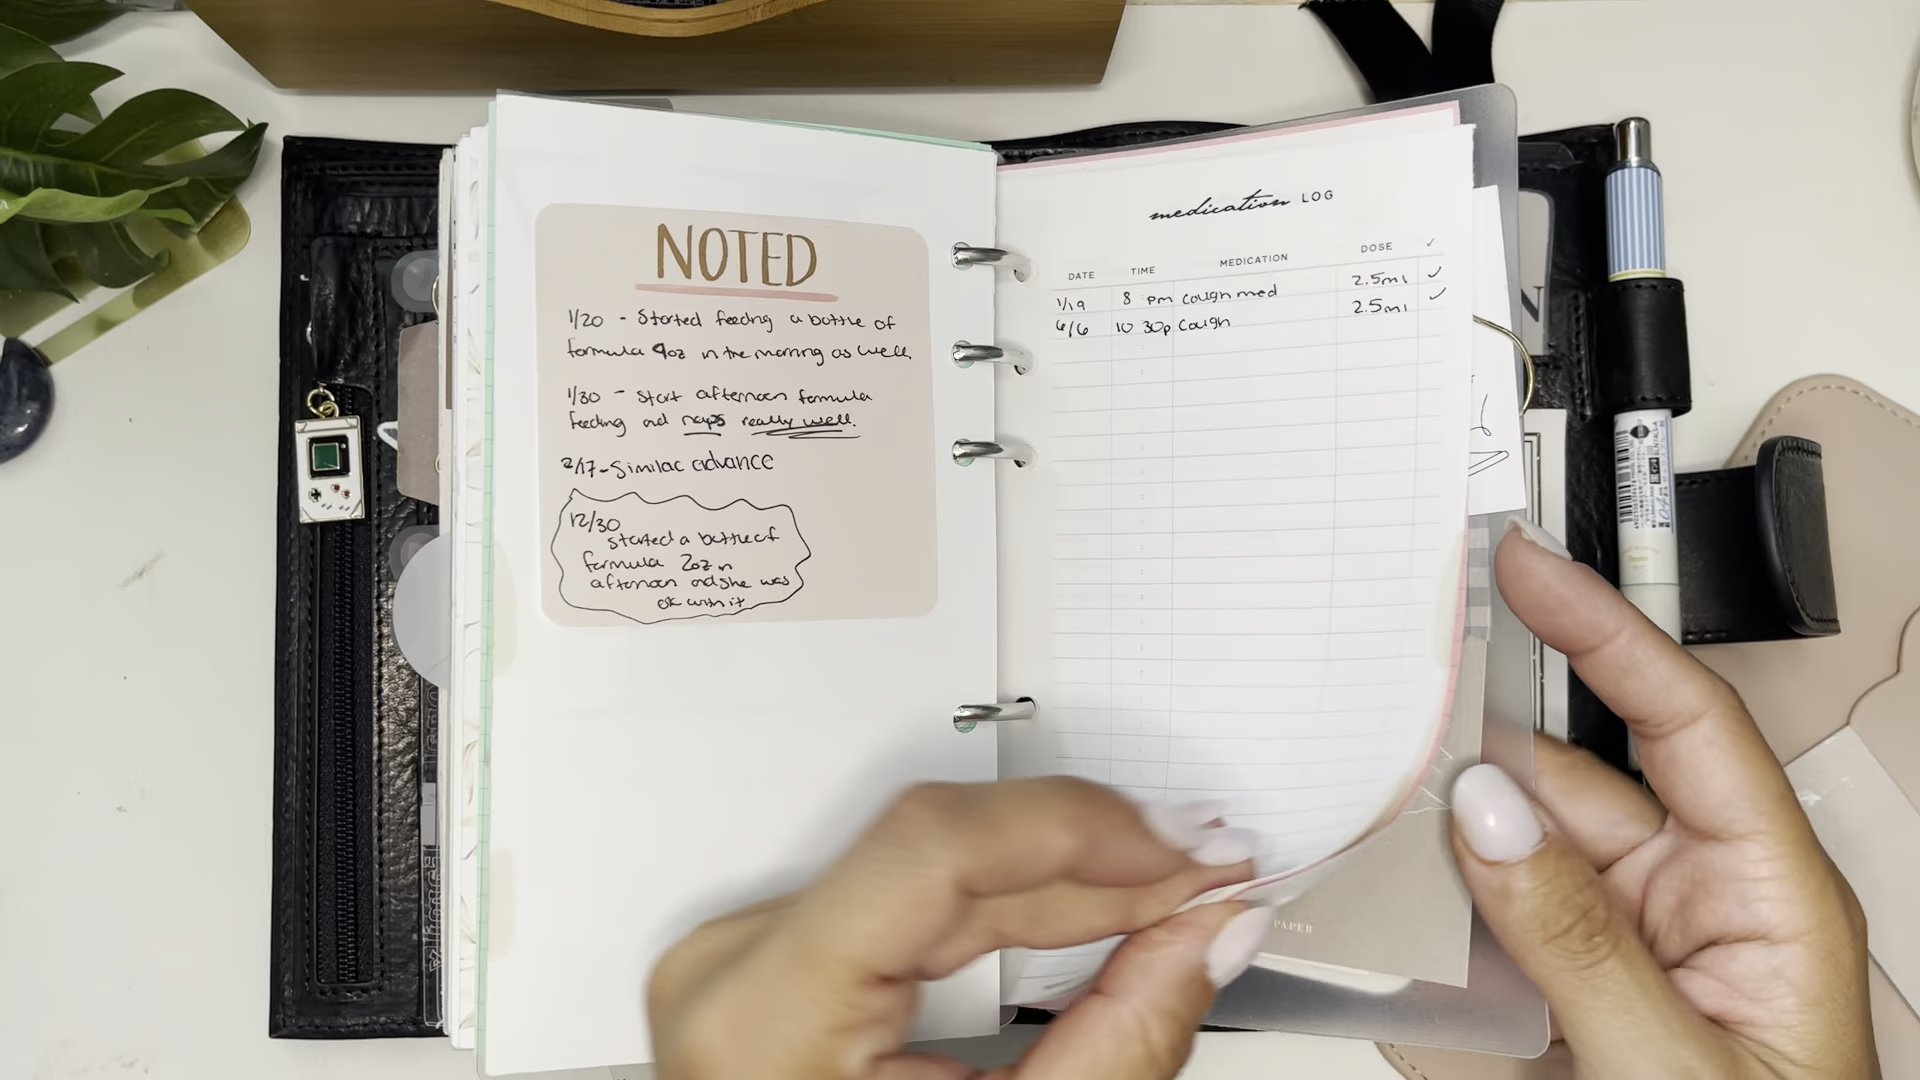 NOTED
1/20 - Started feeding a bottle of
formula 4oz in the morning as well
1/30 - Start afternoon formula
feeding and naps really well.
2/17-Similac advance
12/30
started a bottle of
formula 2oz in
afternoon and she was
ok with it
medication LOG
DATE TIME MEDICATION DOSE ✓
1/19 8 : pm cough med 2.5ml ✓
6/6 10 30p cough 2.5ml ✓
PAPER